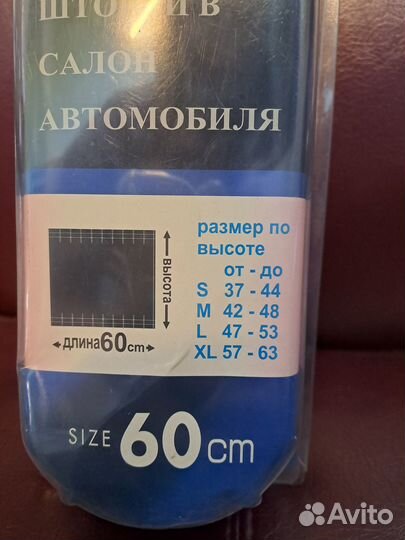 ШТОРКИ В
САЛОН
АВТОМОБИЛЯ
размер по
высоте
от - до
S 37 - 44
M 42 - 48
L 47 - 53
XL 57 - 63
высота
длина 60 cm
SIZE 60 cm
Avito